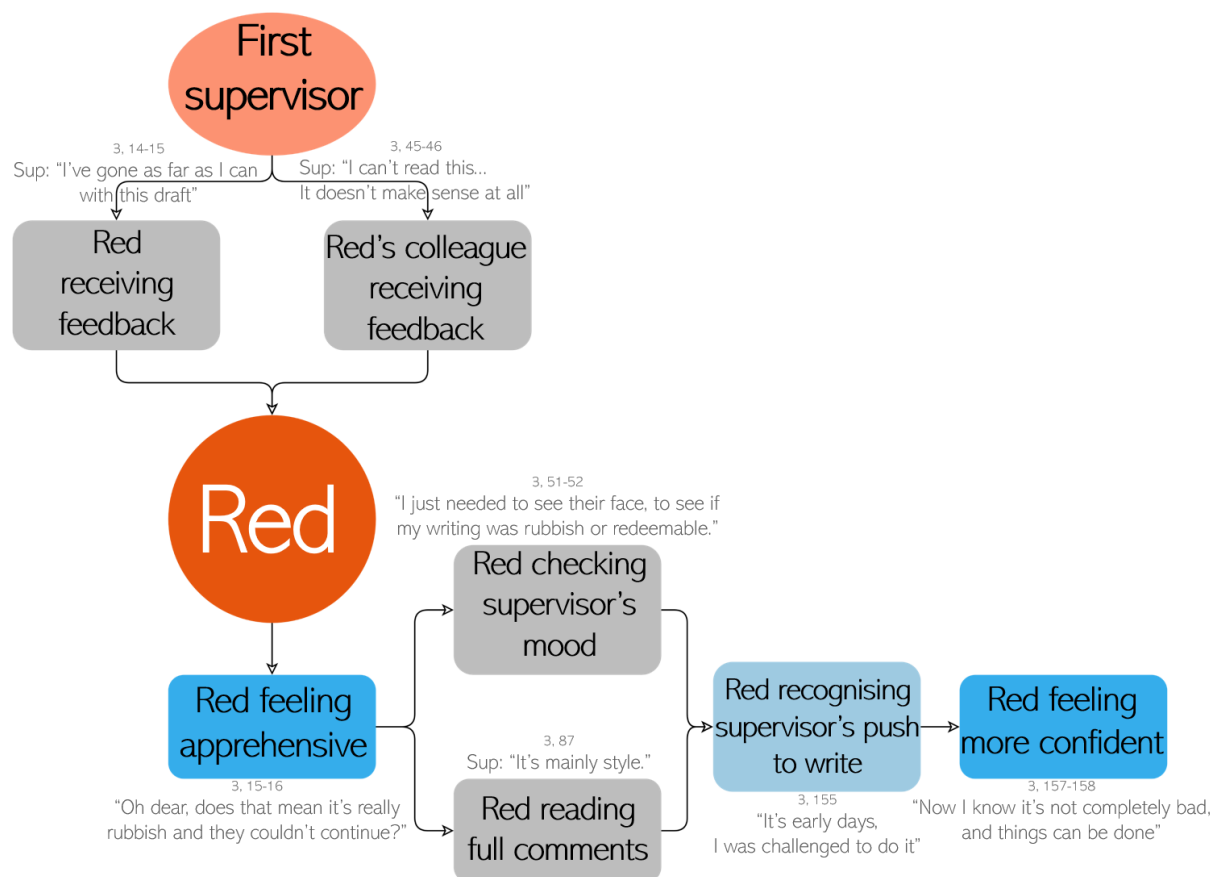 First
supervisor
3, 14-15
Sup: “I’ve gone as far as I can
with this draft”
3, 45-46
Sup: “I can’t read this...
It doesn’t make sense at all”
Red
receiving
feedback
Red’s colleague
receiving
feedback
Red
3, 51-52
“I just needed to see their face, to see if
my writing was rubbish or redeemable.”
Red checking
supervisor’s
mood
Red feeling
apprehensive
3, 15-16
“Oh dear, does that mean it’s really
rubbish and they couldn’t continue?”
3, 87
Sup: “It’s mainly style.”
Red reading
full comments
Red recognising
supervisor’s push
to write
3, 155
“It’s early days,
I was challenged to do it”
Red feeling
more confident
3, 157-158
“Now I know it’s not completely bad,
and things can be done”